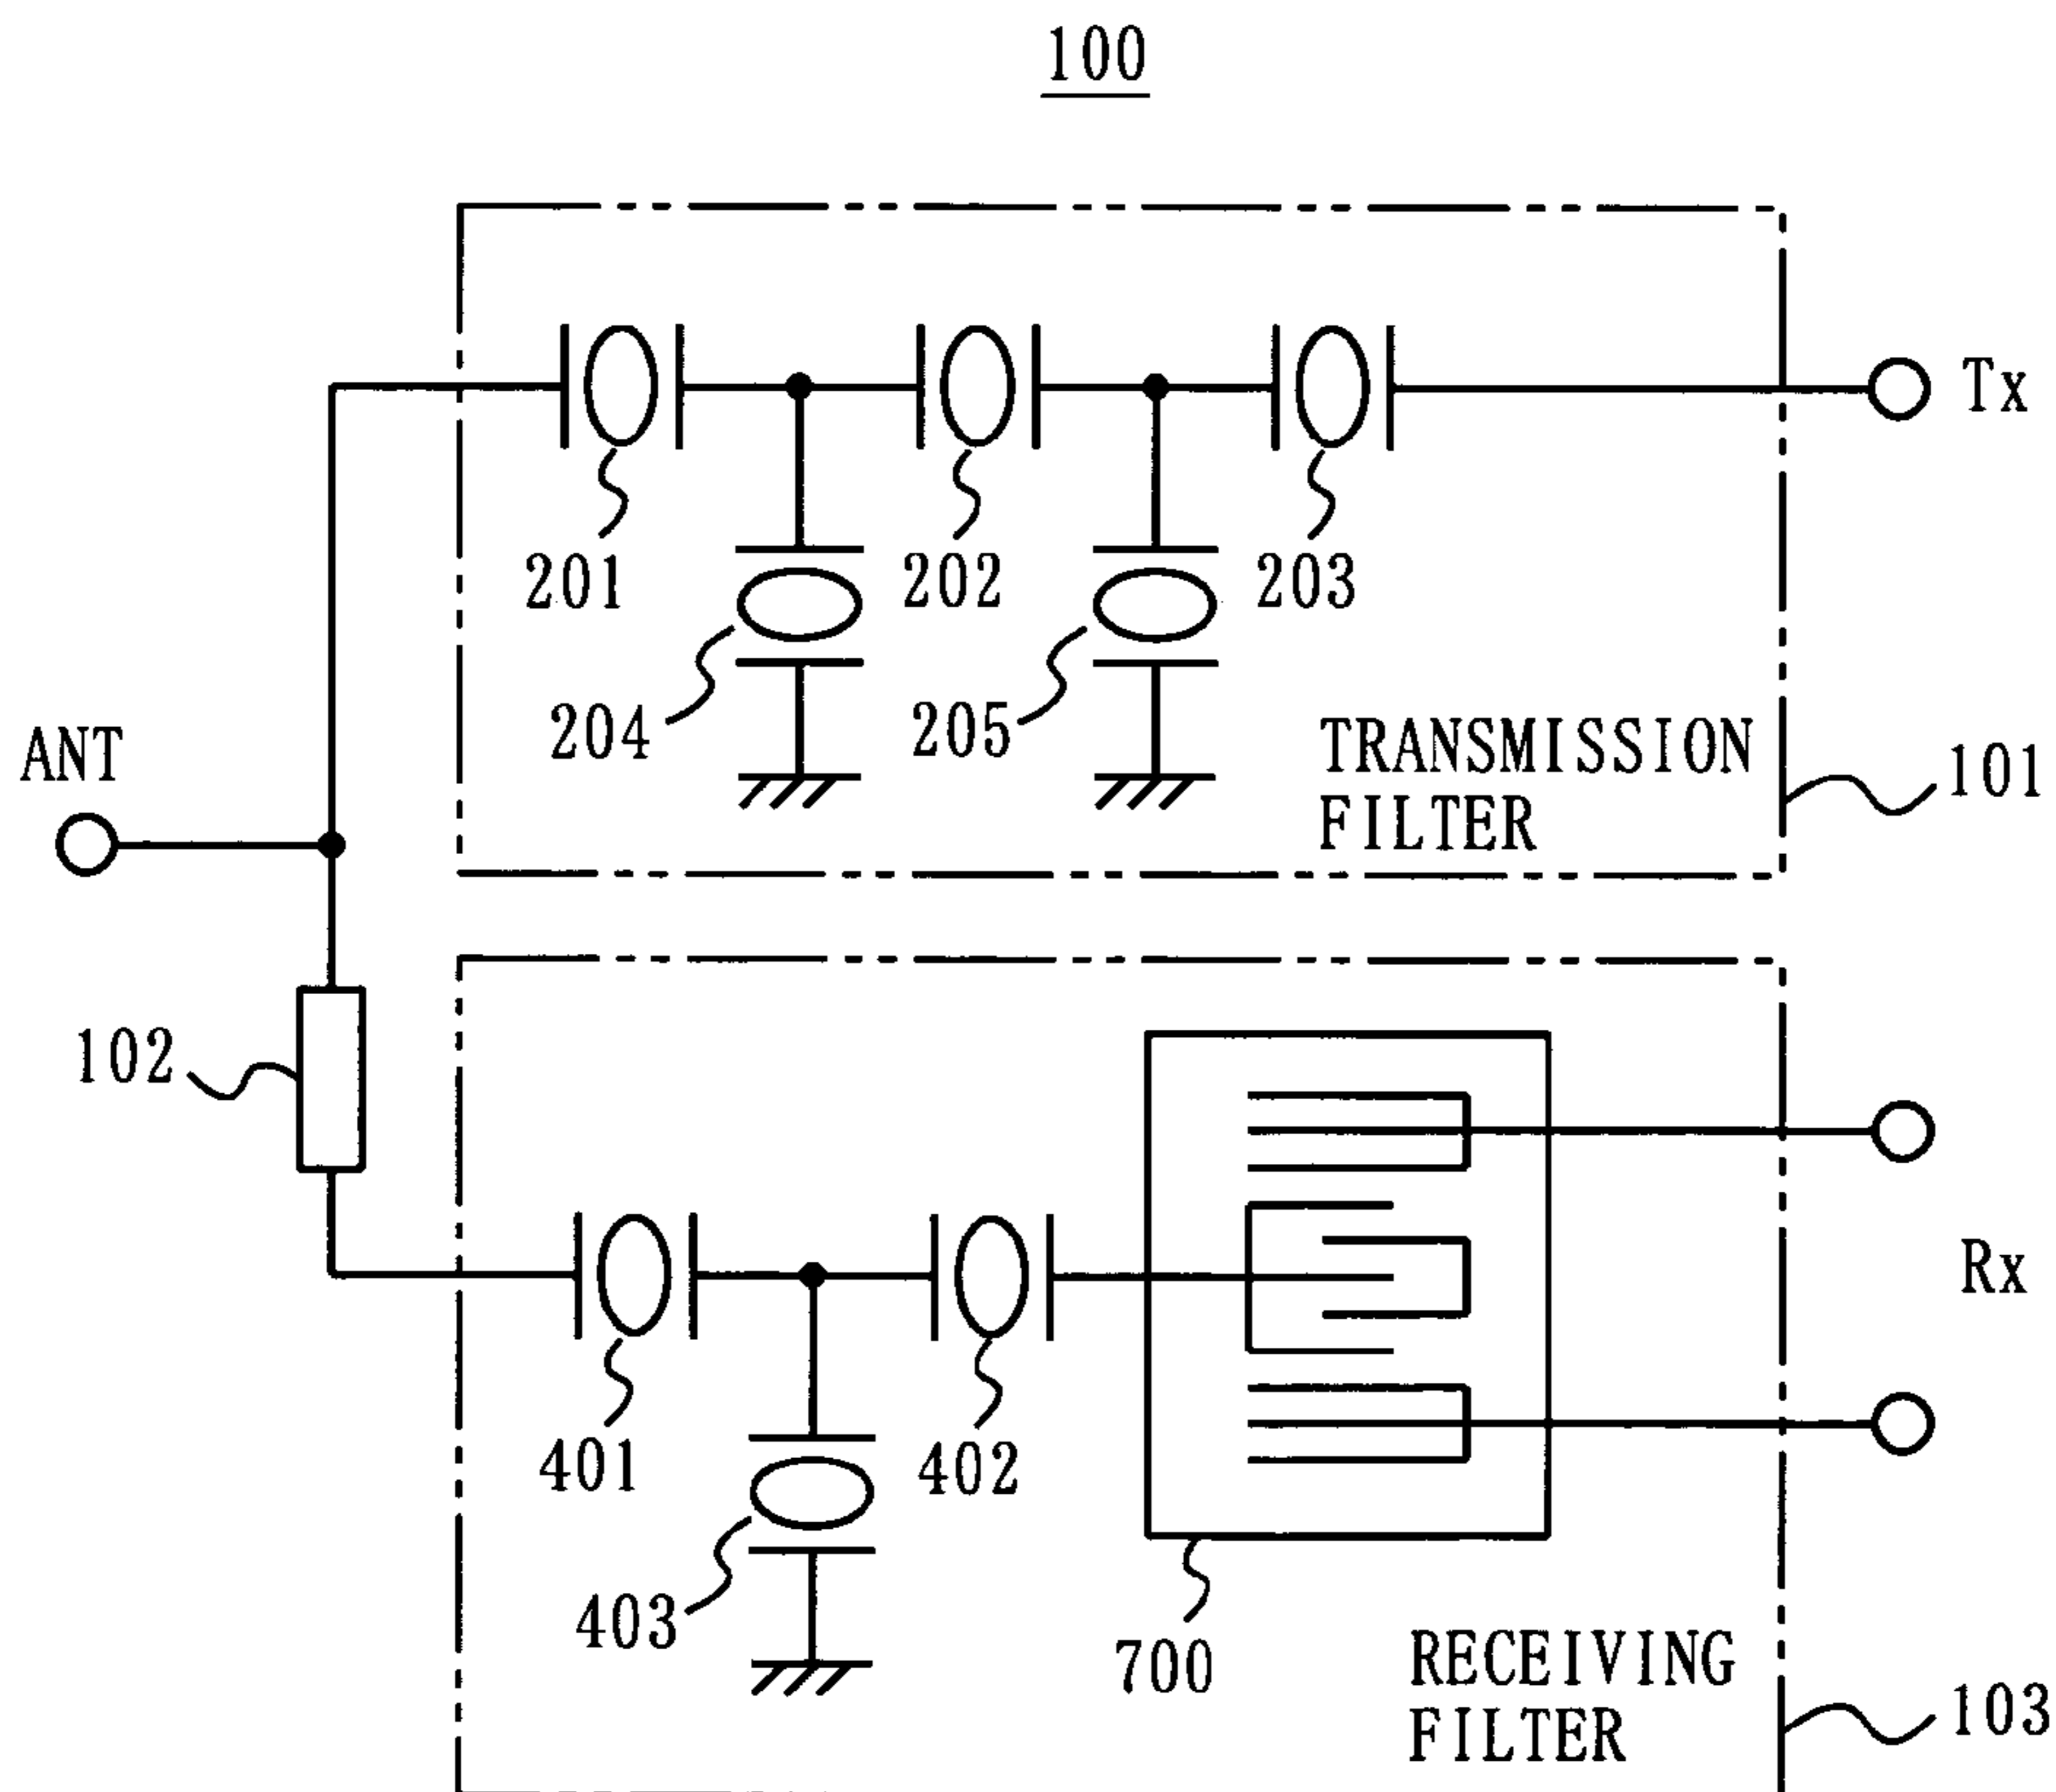 100
Tx
201
202
203
204
205
TRANSMISSION
FILTER
101
ANT
102
Rx
401
402
403
700
RECEIVING
FILTER
103